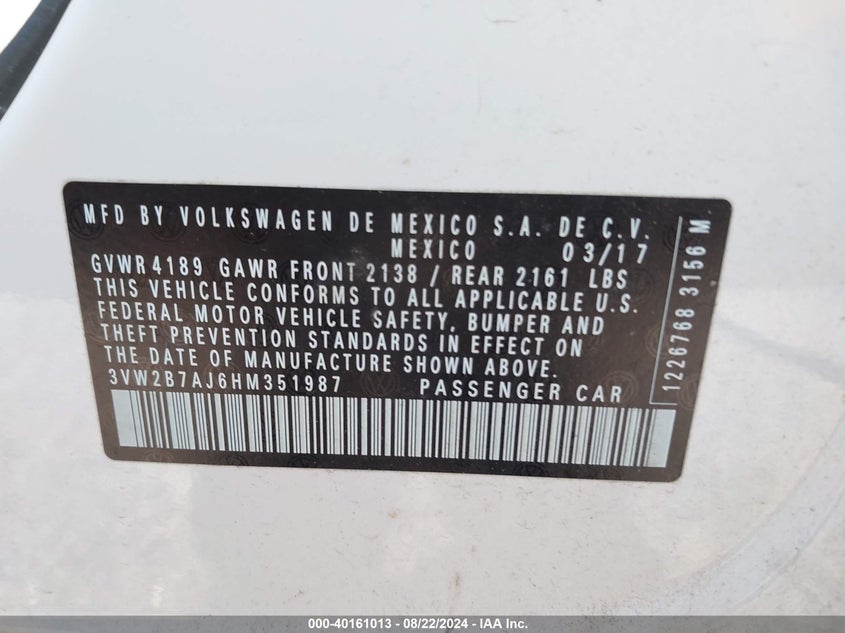 MFD BY VOLKSWAGEN DE MEXICO S.A. DE C.V.
MEXICO 03/17
GVWR 4189 GAWR FRONT 2138 / REAR 2161 LBS
THIS VEHICLE CONFORMS TO ALL APPLICABLE U.S.
FEDERAL MOTOR VEHICLE SAFETY, BUMPER AND
THEFT PREVENTION STANDARDS IN EFFECT ON
THE DATE OF MANUFACTURE SHOWN ABOVE.
3VW2B7AJ6HM351987 PASSENGER CAR
1226768 3156 M
000-40161013 - 08/22/2024 - IAA Inc.